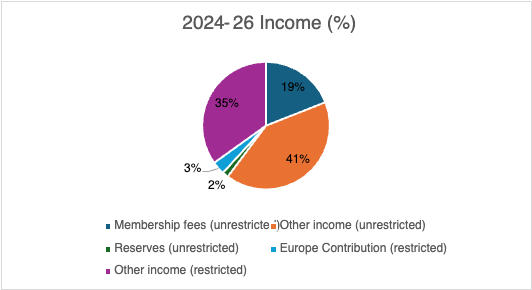 2024-26 Income (%)
19%
35%
41%
3%
2%
Membership fees (unrestricted) Other income (unrestricted)
Reserves (unrestricted) Europe Contribution (restricted)
Other income (restricted)